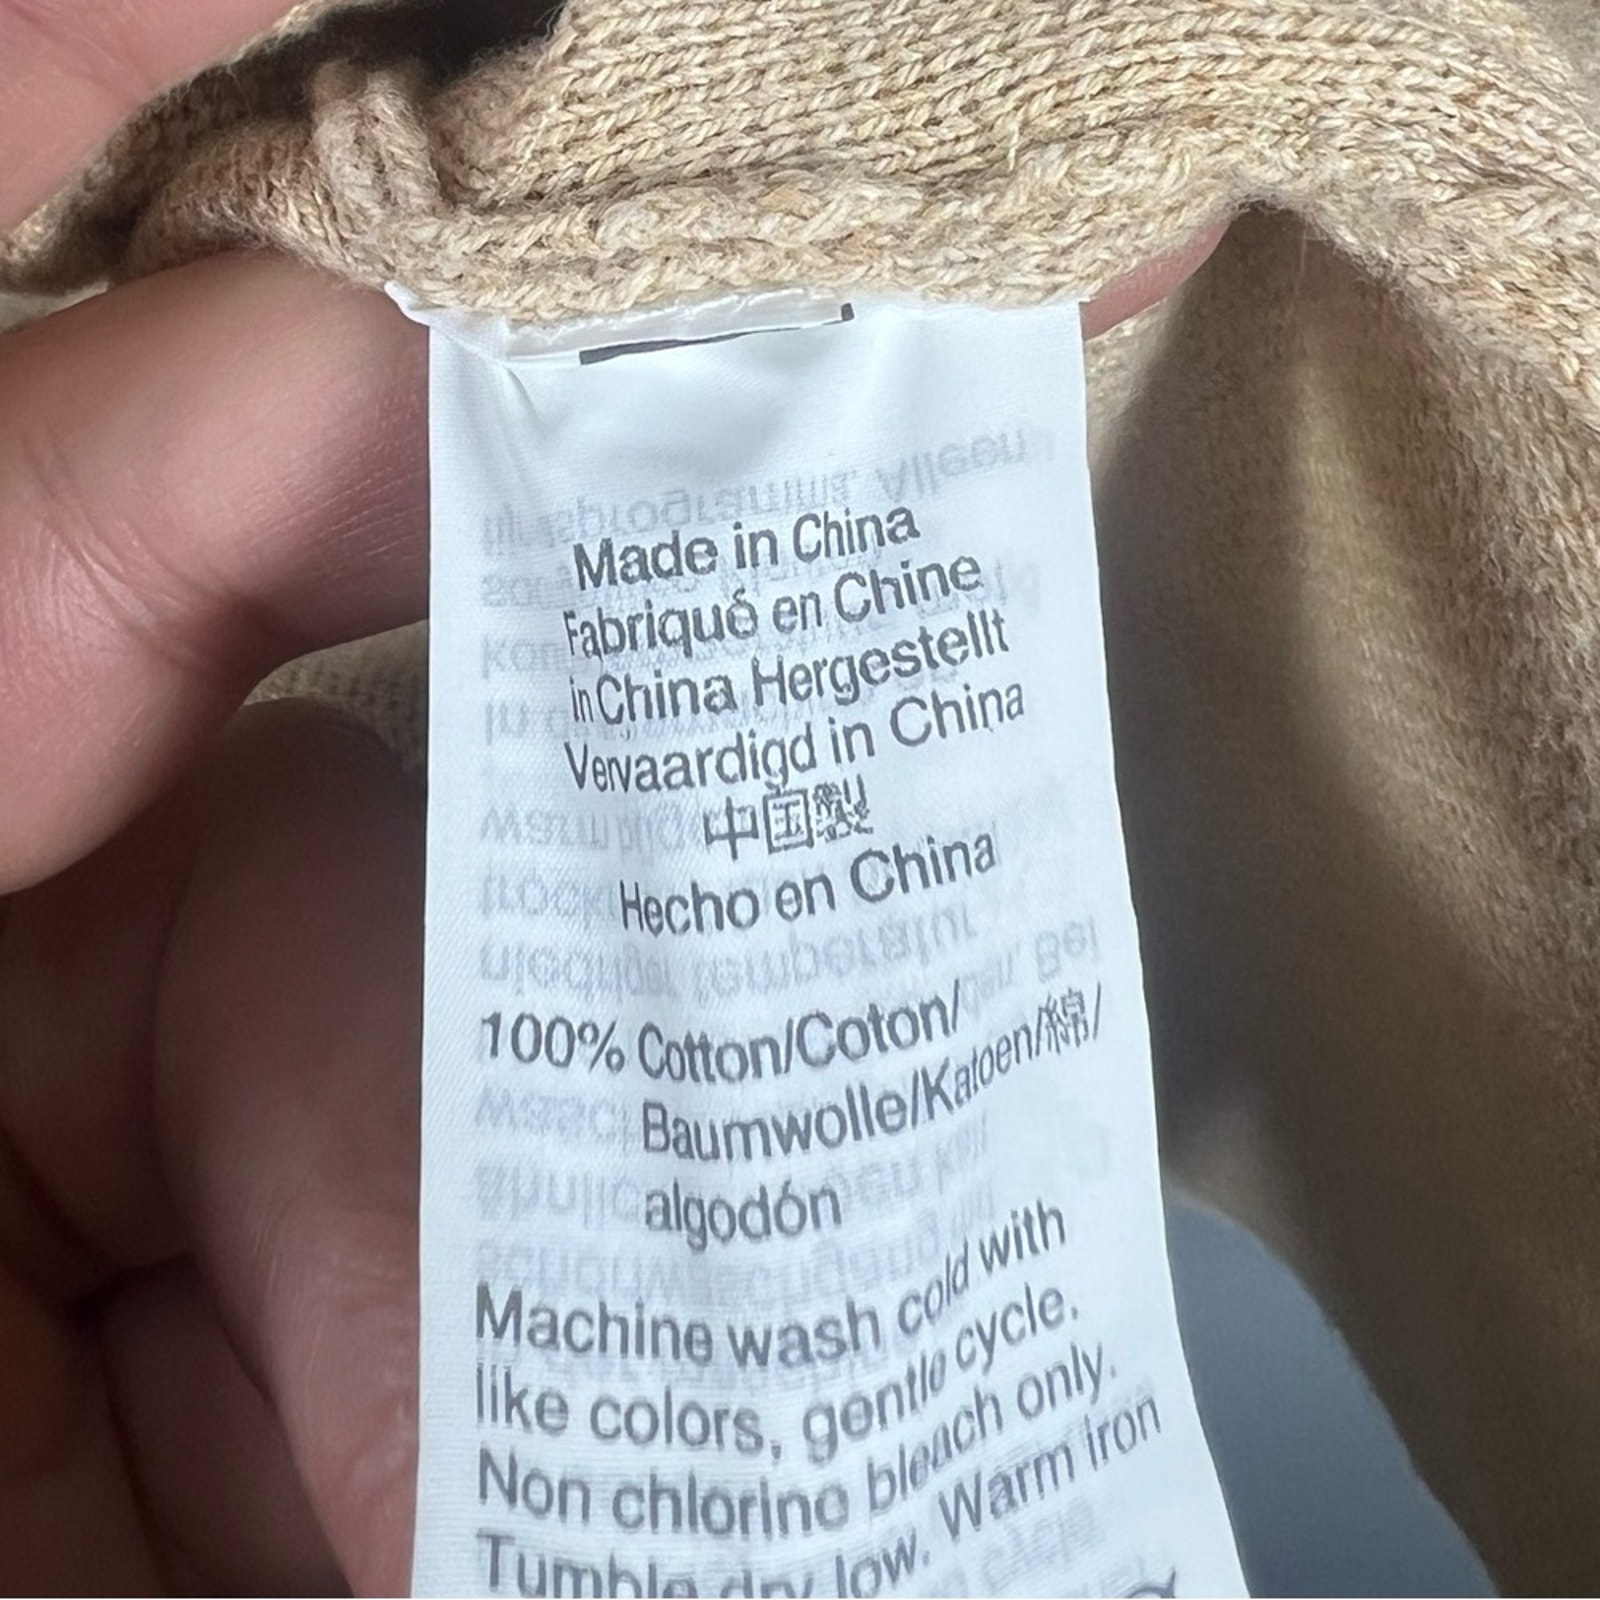 Made in China
Fabriqué en Chine
in China Hergestellt
Vervaardigd in China
中国製
Hecho en China
100% Cotton/Coton/
Baumwolle/Katoen/綿/
algodón
Machine wash cold with
like colors, gentle cycle.
Non chlorine bleach only.
Tumble dry low. Warm iron